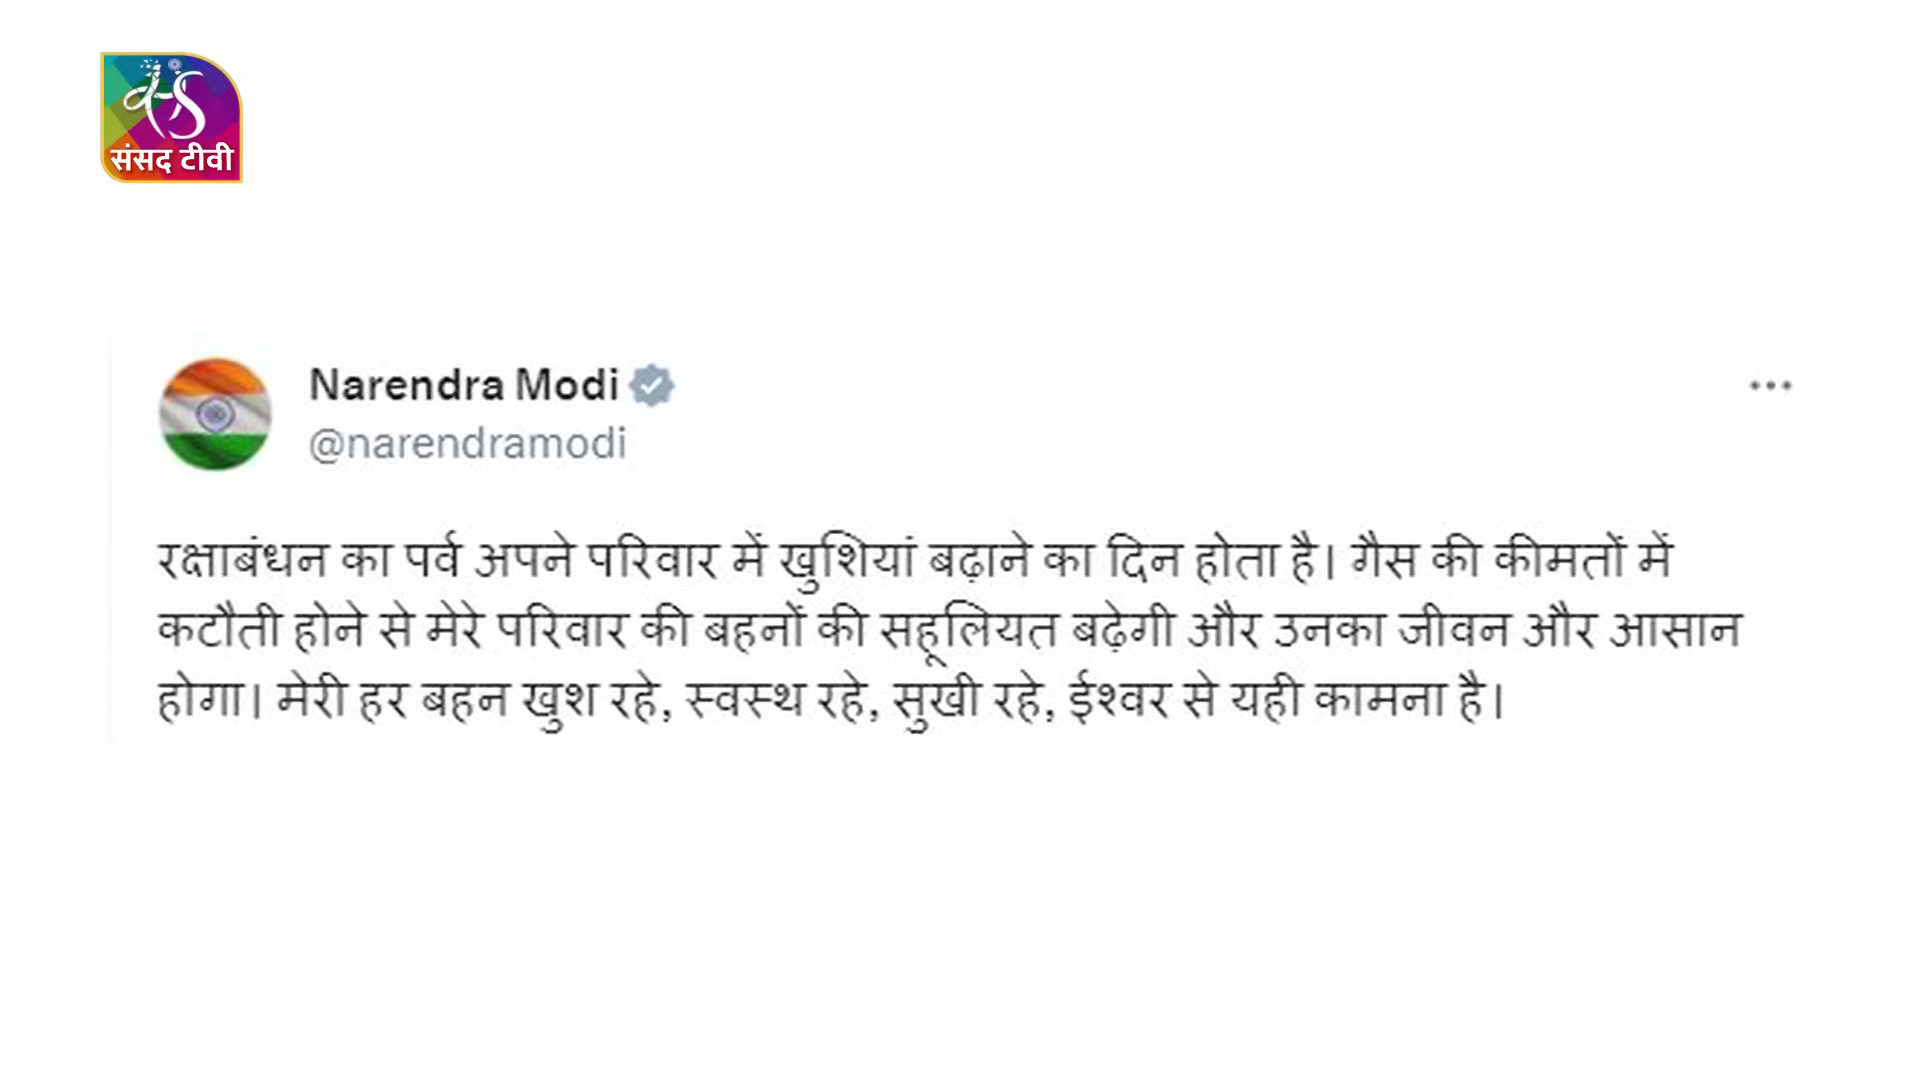 संसद टीवी
Narendra Modi
@narendramodi
रक्षाबंधन का पर्व अपने परिवार में खुशियां बढ़ाने का दिन होता है। गैस की कीमतों में
कटौती होने से मेरे परिवार की बहनों की सहूलियत बढ़ेगी और उनका जीवन और आसान
होगा। मेरी हर बहन खुश रहे, स्वस्थ रहे, सुखी रहे, ईश्वर से यही कामना है।